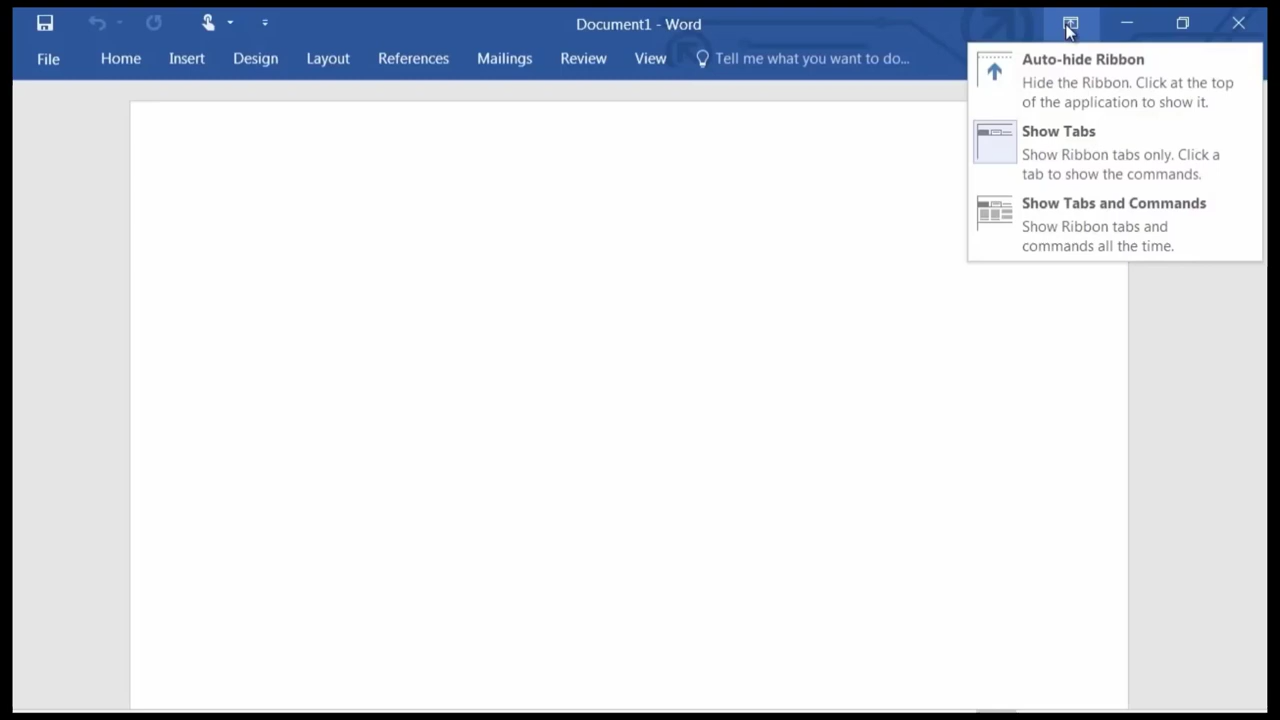 Document1 - Word
File Home Insert Design Layout References Mailings Review View Tell me what you want to do...
Auto-hide Ribbon
Hide the Ribbon. Click at the top
of the application to show it.
Show Tabs
Show Ribbon tabs only. Click a
tab to show the commands.
Show Tabs and Commands
Show Ribbon tabs and
commands all the time.